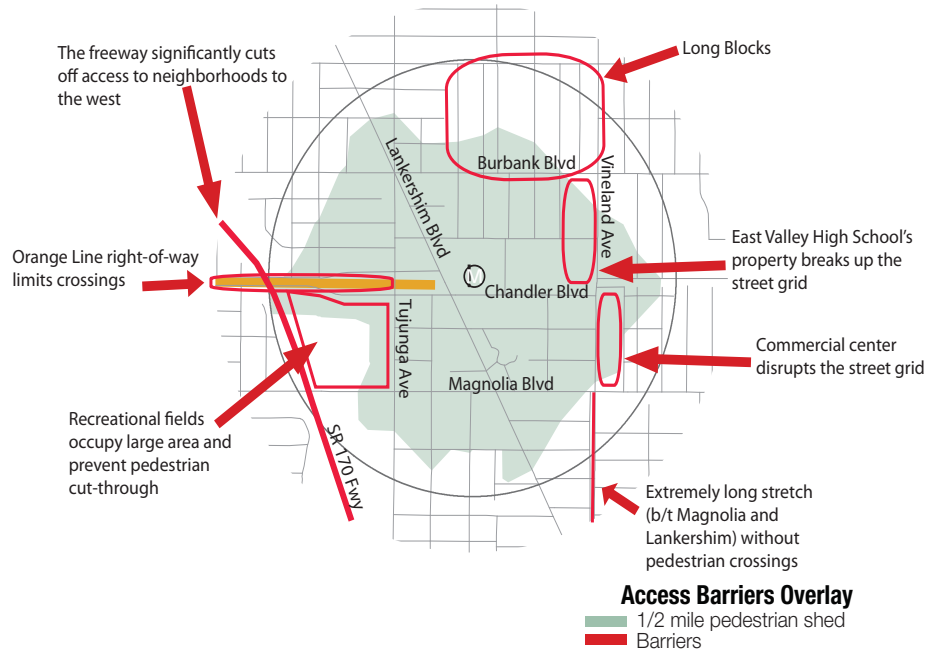 The freeway significantly cuts
off access to neighborhoods to
the west
Long Blocks
Lankershim Blvd
Burbank Blvd
Vineland Ave
East Valley High School's
property breaks up the
street grid
Orange Line right-of-way
limits crossings
M
Chandler Blvd
Tujunga Ave
Commercial center
disrupts the street grid
Magnolia Blvd
Recreational fields
occupy large area and
prevent pedestrian
cut-through
SR 170 Fwy
Extremely long stretch
(b/t Magnolia and
Lankershim) without
pedestrian crossings
Access Barriers Overlay
1/2 mile pedestrian shed
Barriers